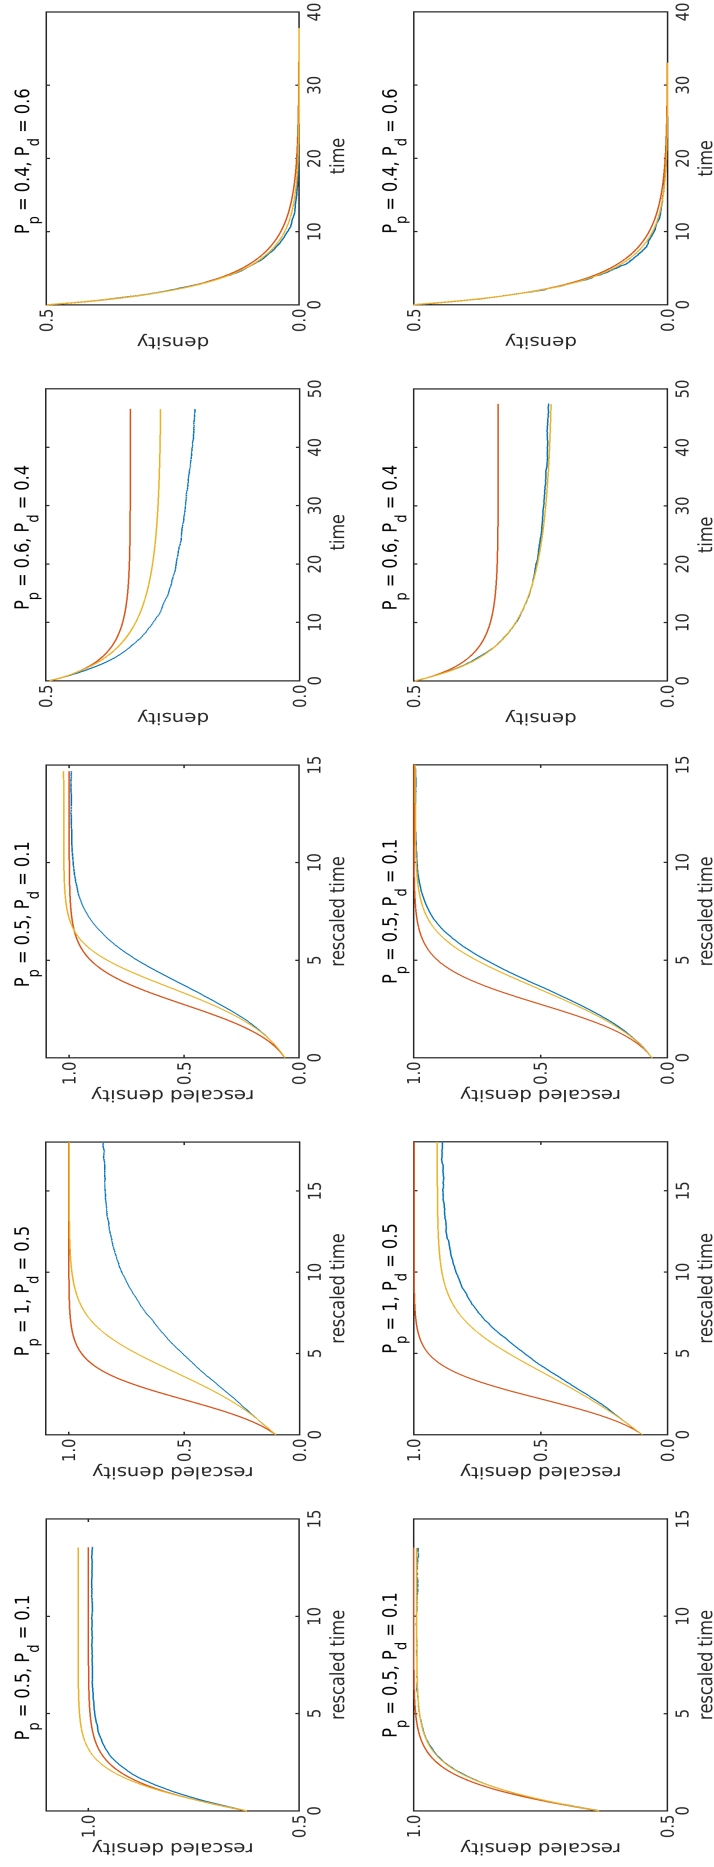 P_p = 0.5, P_d = 0.1
rescaled density
1.0
0.5
0 5 10 15
rescaled time
P_p = 1, P_d = 0.5
rescaled density
1.0
0.5
0.0
0 5 10 15
rescaled time
P_p = 0.5, P_d = 0.1
rescaled density
1.0
0.5
0.0
0 5 10 15
rescaled time
P_p = 0.6, P_d = 0.4
density
0.5
0.0
0 10 20 30 40 50
time
P_p = 0.4, P_d = 0.6
density
0.5
0.0
0 10 20 30 40
time
P_p = 0.5, P_d = 0.1
rescaled density
1.0
0.5
0 5 10 15
rescaled time
P_p = 1, P_d = 0.5
rescaled density
1.0
0.5
0.0
0 5 10 15
rescaled time
P_p = 0.5, P_d = 0.1
rescaled density
1.0
0.5
0.0
0 5 10 15
rescaled time
P_p = 0.6, P_d = 0.4
density
0.5
0.0
0 10 20 30 40 50
time
P_p = 0.4, P_d = 0.6
density
0.5
0.0
0 10 20 30 40
time